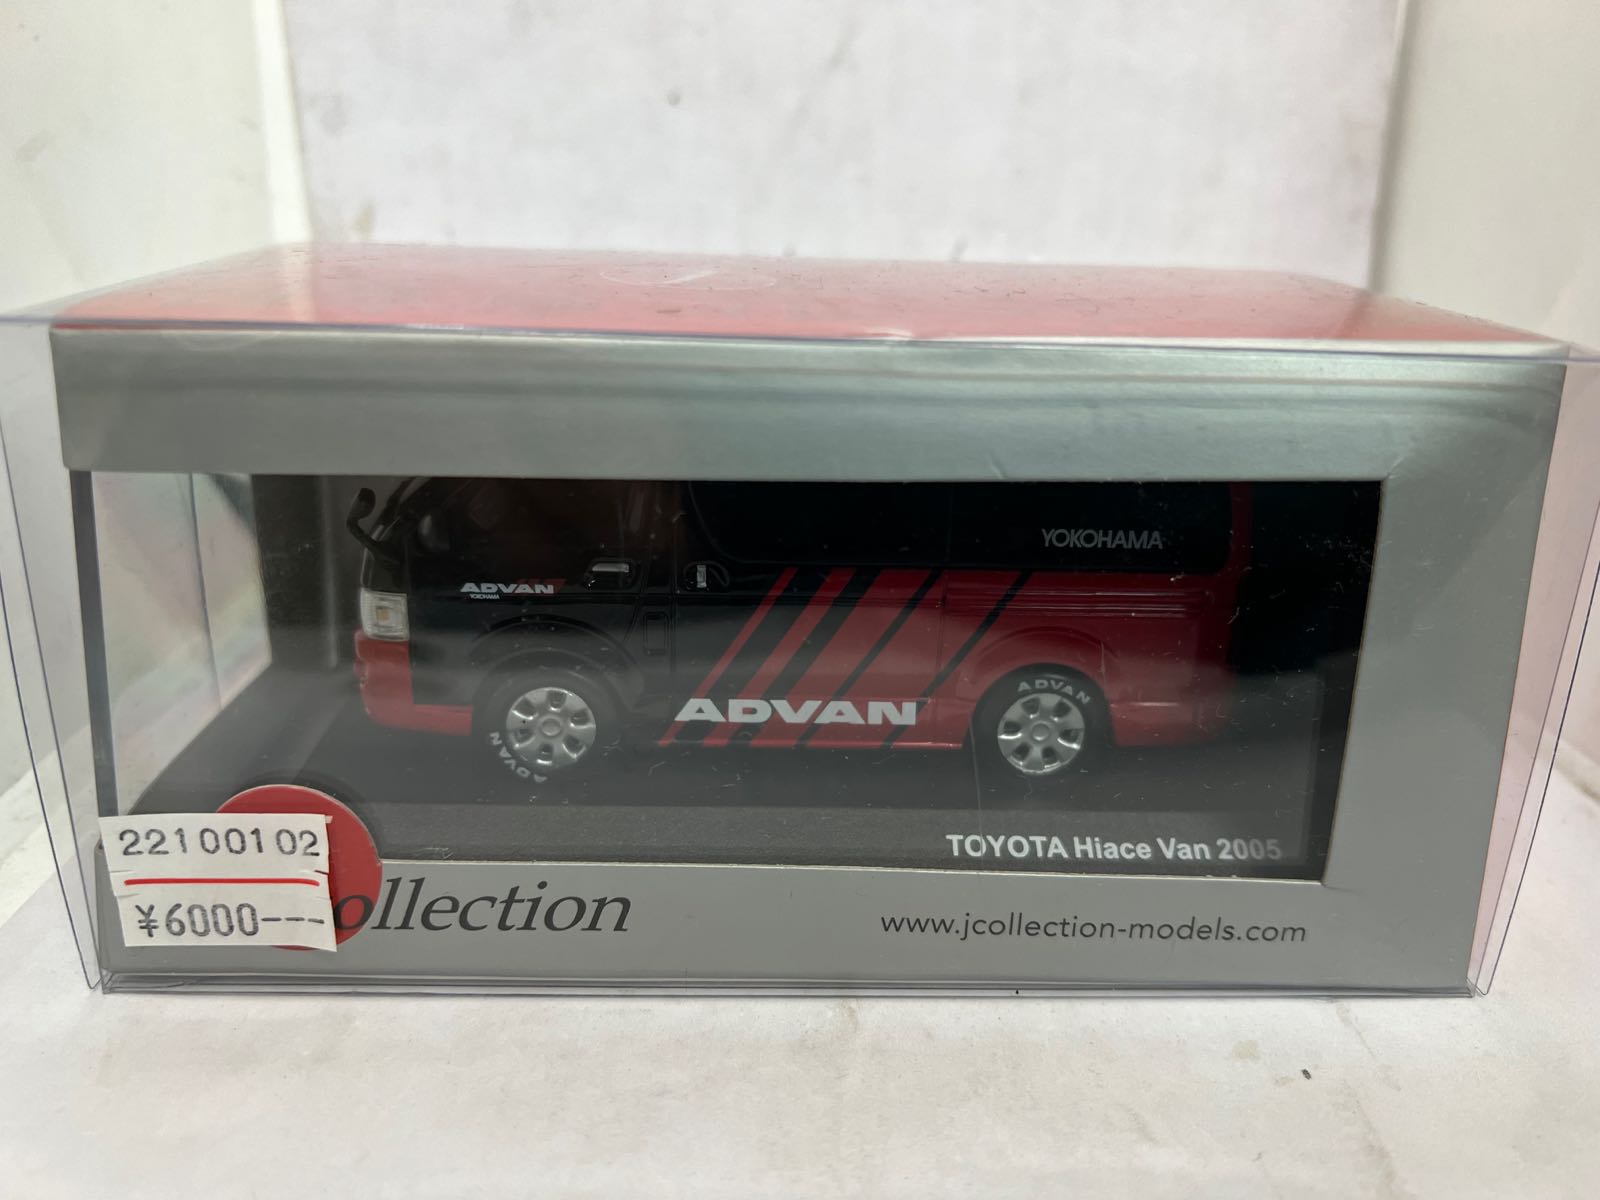 YOKOHAMA
ADVAN
YOKOHAMA
ADVAN
ADVAN
ADVAN
TOYOTA Hiace Van 2005
22100102
¥6000---
ollection
www.jcollection-models.com